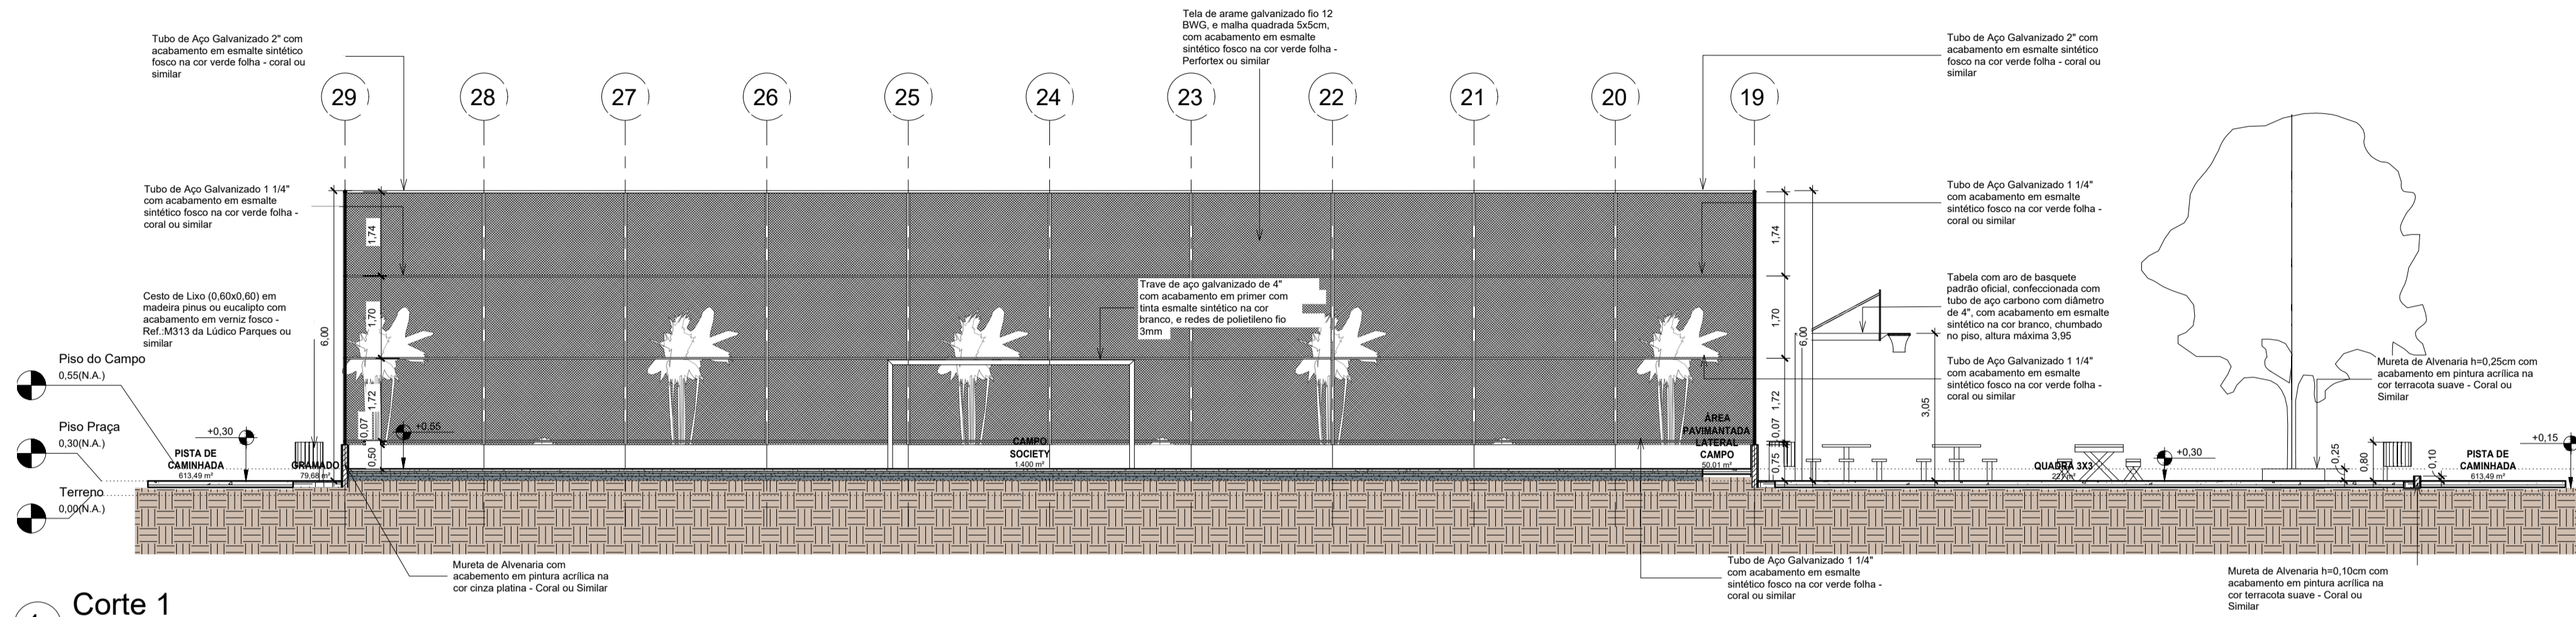 Tubo de Aço Galvanizado 2" com
acabamento em esmalte sintético
fosco na cor verde folha - coral ou
similar
Tela de arame galvanizado fio 12
BWG, e malha quadrada 5x5cm,
com acabamento em esmalte
sintético fosco na cor verde folha -
Perfortex ou similar
Tubo de Aço Galvanizado 2" com
acabamento em esmalte sintético
fosco na cor verde folha - coral ou
similar
29
28
27
26
25
24
23
22
21
20
19
Tubo de Aço Galvanizado 1 1/4"
com acabamento em esmalte
sintético fosco na cor verde folha -
coral ou similar
Cesto de Lixo (0,60x0,60) em
madeira pinus ou eucalipto com
acabamento em verniz fosco -
Ref.:M313 da Lúdico Parques ou
similar
Piso do Campo
0,55(N.A.)
Piso Praça
0,30(N.A.)
Terreno
0,00(N.A.)
+0,30
PISTA DE
CAMINHADA
613,49 m²
GRAMADO
79,68 m²
6,00
1,74
1,70
1,72
0,07
0,50
+0,55
Trave de aço galvanizado de 4"
com acabamento em primer com
tinta esmalte sintético na cor
branco, e redes de polietileno fio
3mm
CAMPO
SOCIETY
1.400 m²
ÀREA
PAVIMANTADA
LATERAL
CAMPO
50,01 m²
1,74
1,70
1,72
0,07
0,75
6,00
3,05
Tubo de Aço Galvanizado 1 1/4"
com acabamento em esmalte
sintético fosco na cor verde folha -
coral ou similar
Tabela com aro de basquete
padrão oficial, confeccionada com
tubo de aço carbono com diâmetro
de 4", com acabamento em esmalte
sintético na cor branco, chumbado
no piso, altura máxima 3,95
Tubo de Aço Galvanizado 1 1/4"
com acabamento em esmalte
sintético fosco na cor verde folha -
coral ou similar
Mureta de Alvenaria h=0,25cm com
acabamento em pintura acrílica na
cor terracota suave - Coral ou
Similar
QUADRA 3X3
+0,30
0,25
0,80
0,10
PISTA DE
CAMINHADA
613,49 m²
+0,15
Mureta de Alvenaria com
acabemento em pintura acrílica na
cor cinza platina - Coral ou Similar
Tubo de Aço Galvanizado 1 1/4"
com acabamento em esmalte
sintético fosco na cor verde folha -
coral ou similar
Mureta de Alvenaria h=0,10cm com
acabamento em pintura acrílica na
cor terracota suave - Coral ou
Similar
Corte 1